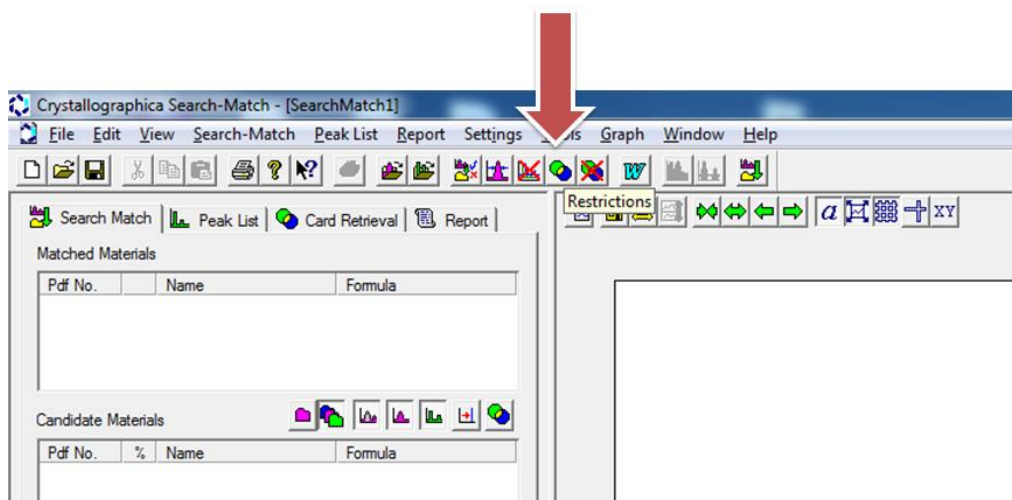 Crystallographica Search-Match - [SearchMatch1]
File Edit View Search-Match Peak List Report Settings Graph Window Help
W
Restrictions
a XY
Search Match Peak List Card Retrieval Report
Matched Materials
Pdf No. Name Formula
Candidate Materials
Pdf No. % Name Formula